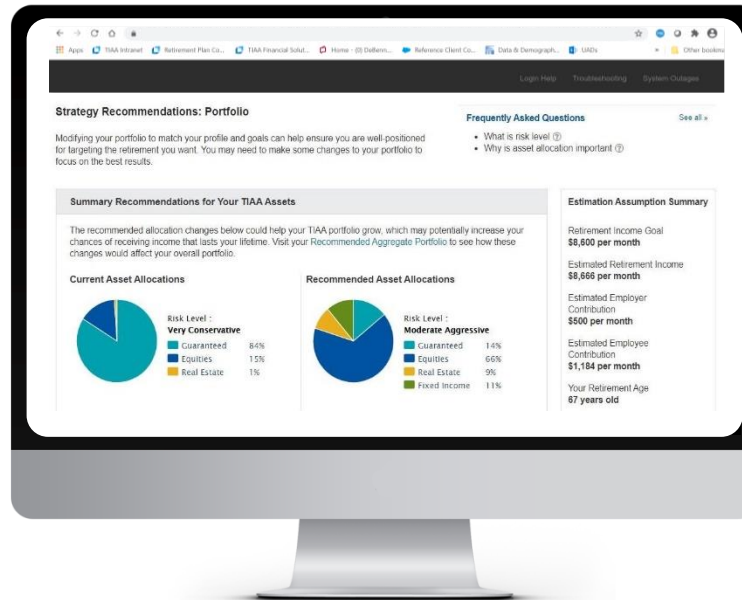 Apps TIAA Intranet Retirement Plan Co... TIAA Financial Solut... Home - (0) DeBenn... Reference Client Co... Data & Demograph... UADs » Other bookma
Login Help Troubleshooting System Outages
Strategy Recommendations: Portfolio
Modifying your portfolio to match your profile and goals can help ensure you are well-positioned
for targeting the retirement you want. You may need to make some changes to your portfolio to
focus on the best results.
Frequently Asked Questions See all »
• What is risk level ?
• Why is asset allocation important ?
Summary Recommendations for Your TIAA Assets
The recommended allocation changes below could help your TIAA portfolio grow, which may potentially increase your
chances of receiving income that lasts your lifetime. Visit your Recommended Aggregate Portfolio to see how these
changes would affect your overall portfolio.
Current Asset Allocations
Risk Level :
Very Conservative
Guaranteed 84%
Equities 15%
Real Estate 1%
Recommended Asset Allocations
Risk Level :
Moderate Aggressive
Guaranteed 14%
Equities 66%
Real Estate 9%
Fixed Income 11%
Estimation Assumption Summary
Retirement Income Goal
$8,600 per month
Estimated Retirement Income
$8,666 per month
Estimated Employer
Contribution
$500 per month
Estimated Employee
Contribution
$1,184 per month
Your Retirement Age
67 years old